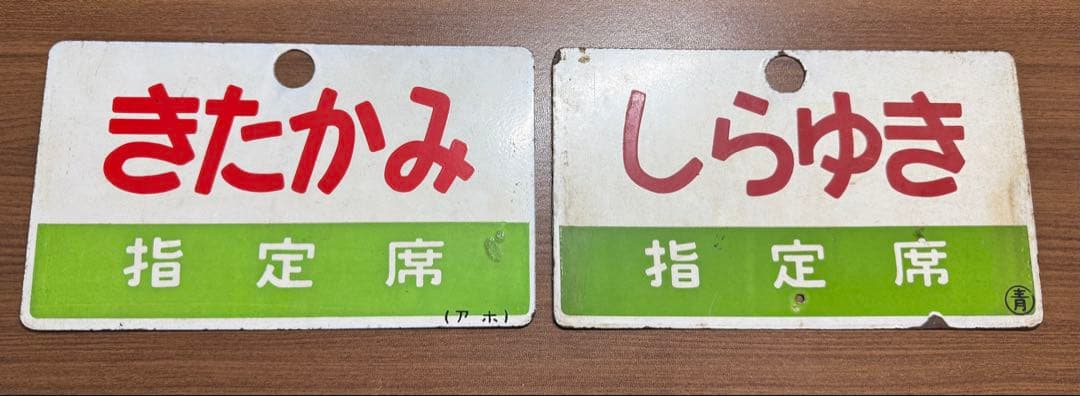 きたかみ
指定席
(アホ)
しらゆき
指定席
青